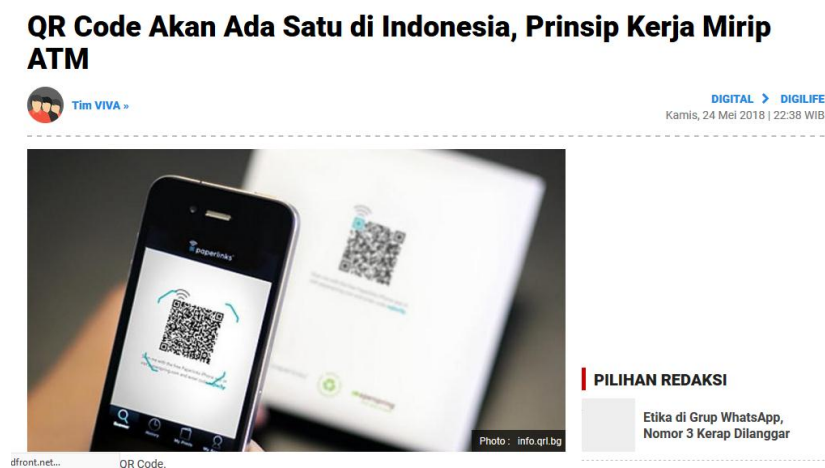 QR Code Akan Ada Satu di Indonesia, Prinsip Kerja Mirip
ATM
Tim VIVA »
DIGITAL > DIGILIFE
Kamis, 24 Mei 2018 | 22:38 WIB
paperlinks
Photo : info.qrl.bg
PILIHAN REDAKSI
Etika di Grup WhatsApp,
Nomor 3 Kerap Dilanggar
dfront.net...
QR Code.